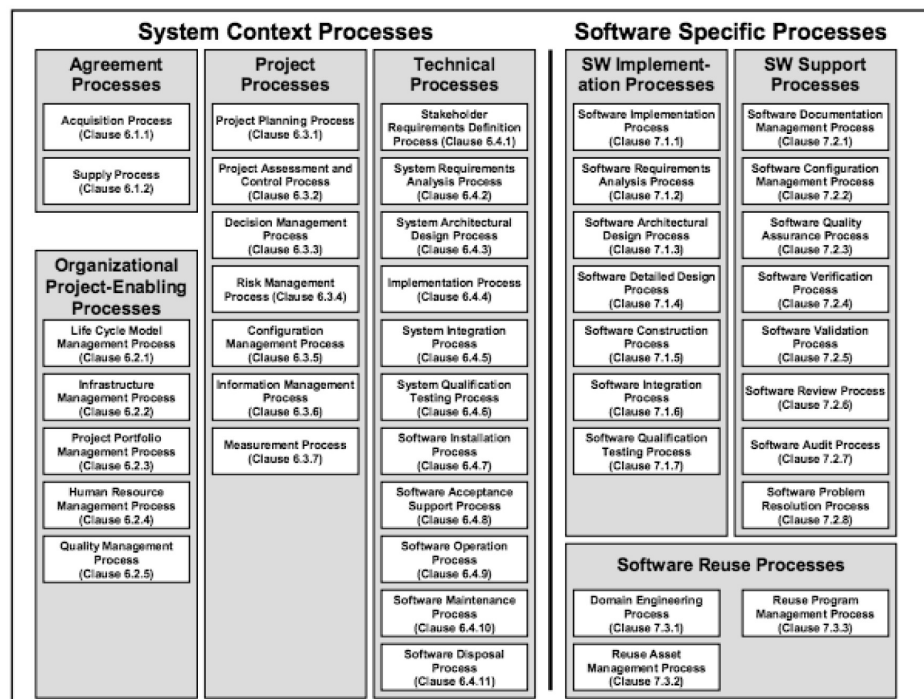 System Context Processes
Software Specific Processes
Agreement
Processes
Acquisition Process
(Clause 6.1.1)
Supply Process
(Clause 6.1.2)
Organizational
Project-Enabling
Processes
Life Cycle Model
Management Process
(Clause 6.2.1)
Infrastructure
Management Process
(Clause 6.2.2)
Project Portfolio
Management Process
(Clause 6.2.3)
Human Resource
Management Process
(Clause 6.2.4)
Quality Management
Process
(Clause 6.2.5)
Project
Processes
Project Planning Process
(Clause 6.3.1)
Project Assessment and
Control Process
(Clause 6.3.2)
Decision Management
Process
(Clause 6.3.3)
Risk Management
Process (Clause 6.3.4)
Configuration
Management Process
(Clause 6.3.5)
Information Management
Process
(Clause 6.3.6)
Measurement Process
(Clause 6.3.7)
Technical
Processes
Stakeholder
Requirements Definition
Process (Clause 6.4.1)
System Requirements
Analysis Process
(Clause 6.4.2)
System Architectural
Design Process
(Clause 6.4.3)
Implementation Process
(Clause 6.4.4)
System Integration
Process
(Clause 6.4.5)
System Qualification
Testing Process
(Clause 6.4.6)
Software Installation
Process
(Clause 6.4.7)
Software Acceptance
Support Process
(Clause 6.4.8)
Software Operation
Process
(Clause 6.4.9)
Software Maintenance
Process
(Clause 6.4.10)
Software Disposal
Process
(Clause 6.4.11)
SW Implement-
ation Processes
Software Implementation
Process
(Clause 7.1.1)
Software Requirements
Analysis Process
(Clause 7.1.2)
Software Architectural
Design Process
(Clause 7.1.3)
Software Detailed Design
Process
(Clause 7.1.4)
Software Construction
Process
(Clause 7.1.5)
Software Integration
Process
(Clause 7.1.6)
Software Qualification
Testing Process
(Clause 7.1.7)
SW Support
Processes
Software Documentation
Management Process
(Clause 7.2.1)
Software Configuration
Management Process
(Clause 7.2.2)
Software Quality
Assurance Process
(Clause 7.2.3)
Software Verification
Process
(Clause 7.2.4)
Software Validation
Process
(Clause 7.2.5)
Software Review Process
(Clause 7.2.6)
Software Audit Process
(Clause 7.2.7)
Software Problem
Resolution Process
(Clause 7.2.8)
Software Reuse Processes
Domain Engineering
Process
(Clause 7.3.1)
Reuse Asset
Management Process
(Clause 7.3.2)
Reuse Program
Management Process
(Clause 7.3.3)